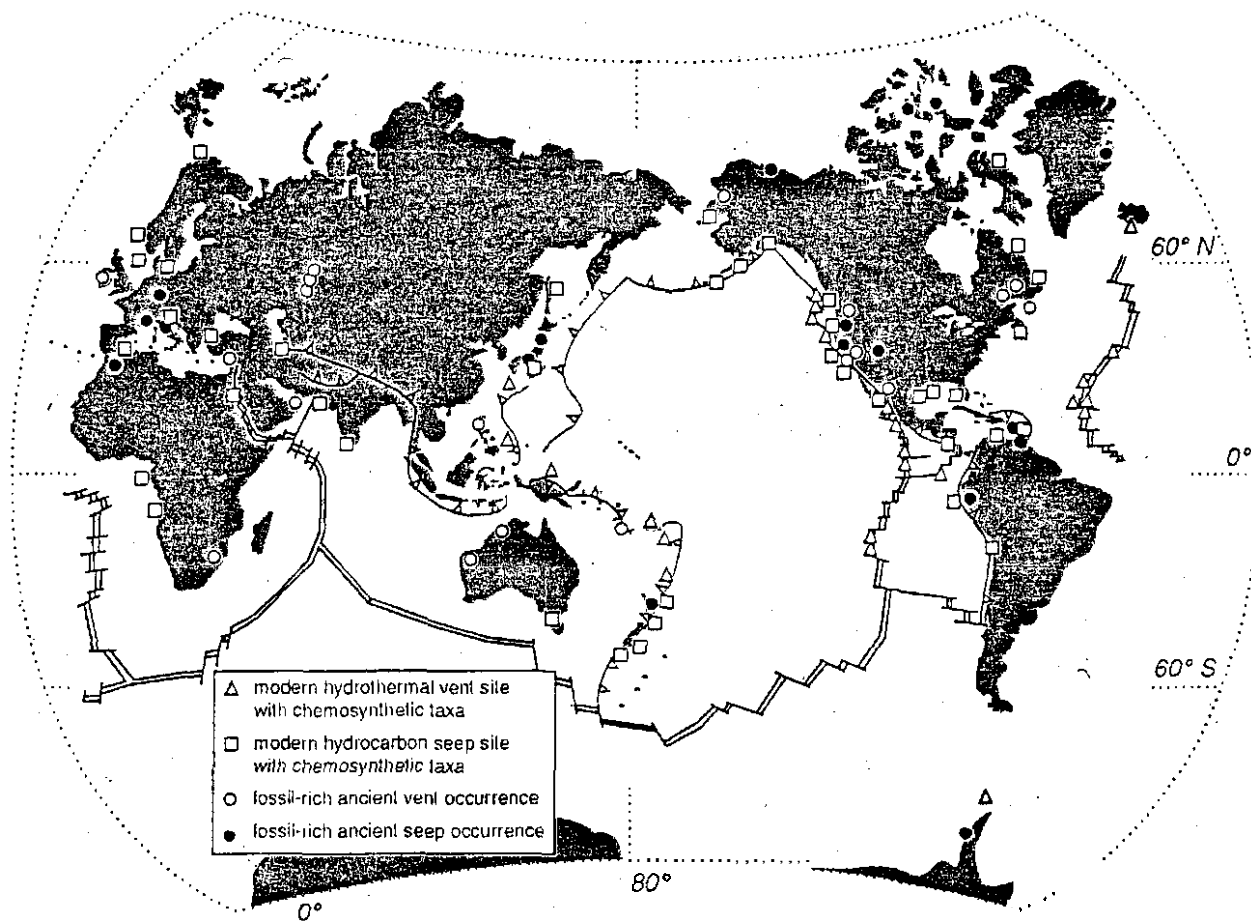 60° N
0°
60° S
modern hydrothermal vent site
with chemosynthetic taxa
modern hydrocarbon seep site
with chemosynthetic taxa
fossil-rich ancient vent occurrence
fossil-rich ancient seep occurrence
80°
0°